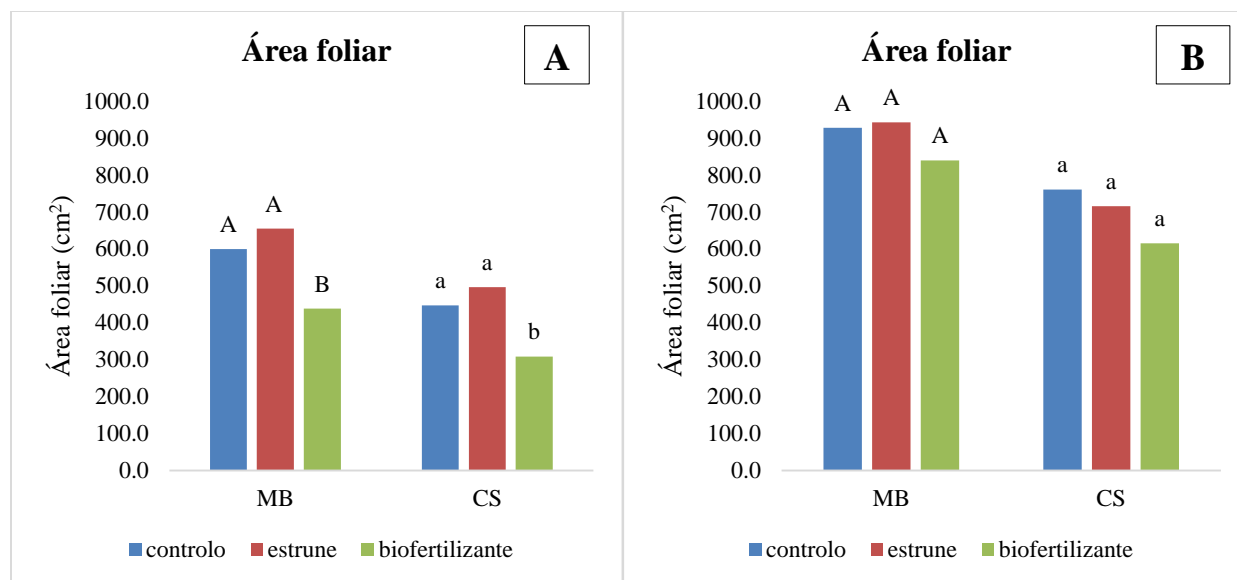 Área foliar
A
Área foliar (cm²)
1000.0
900.0
800.0
700.0
600.0
500.0
400.0
300.0
200.0
100.0
0.0
A A B a a b
MB CS
controlo estrune biofertilizante
Área foliar
B
Área foliar (cm²)
1000.0
900.0
800.0
700.0
600.0
500.0
400.0
300.0
200.0
100.0
0.0
A A A a a a
MB CS
controlo estrune biofertilizante